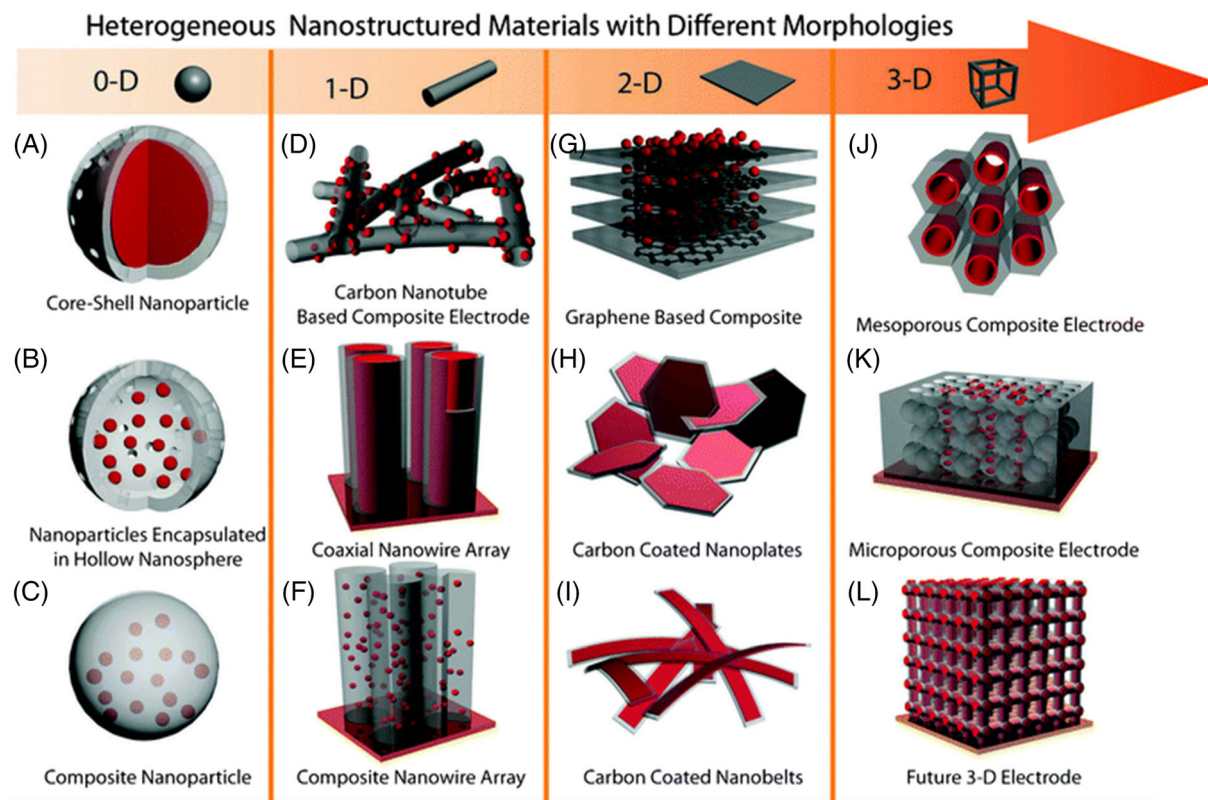 Heterogeneous Nanostructured Materials with Different Morphologies
0-D
1-D
2-D
3-D
(A)
Core-Shell Nanoparticle
(B)
Nanoparticles Encapsulated
in Hollow Nanosphere
(C)
Composite Nanoparticle
(D)
Carbon Nanotube
Based Composite Electrode
(E)
Coaxial Nanowire Array
(F)
Composite Nanowire Array
(G)
Graphene Based Composite
(H)
Carbon Coated Nanoplates
(I)
Carbon Coated Nanobelts
(J)
Mesoporous Composite Electrode
(K)
Microporous Composite Electrode
(L)
Future 3-D Electrode